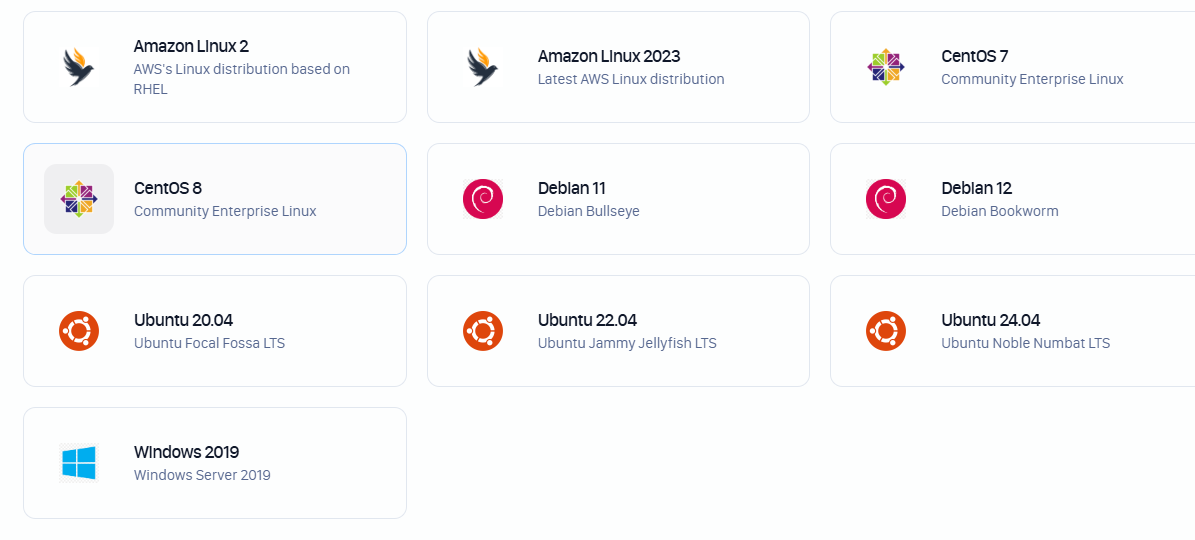 Amazon Linux 2
AWS's Linux distribution based on
RHEL
Amazon Linux 2023
Latest AWS Linux distribution
CentOS 7
Community Enterprise Linux
CentOS 8
Community Enterprise Linux
Debian 11
Debian Bullseye
Debian 12
Debian Bookworm
Ubuntu 20.04
Ubuntu Focal Fossa LTS
Ubuntu 22.04
Ubuntu Jammy Jellyfish LTS
Ubuntu 24.04
Ubuntu Noble Numbat LTS
Windows 2019
Windows Server 2019